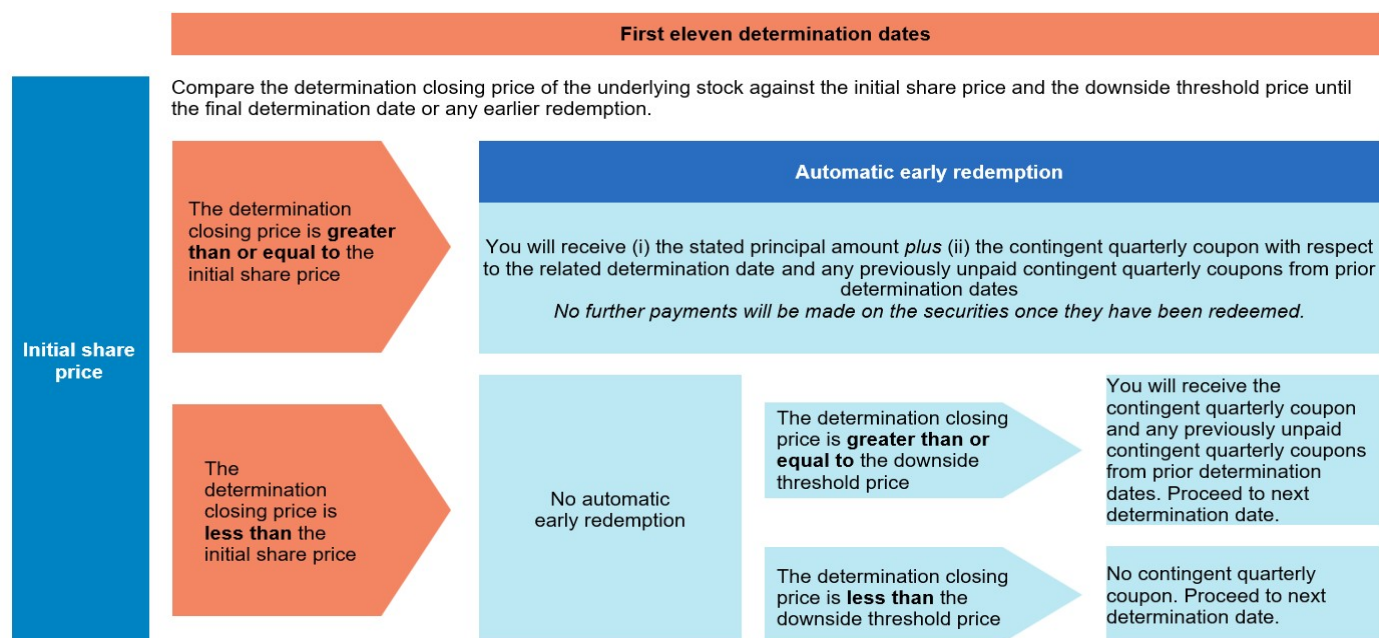 First eleven determination dates
Compare the determination closing price of the underlying stock against the initial share price and the downside threshold price until
the final determination date or any earlier redemption.
Initial share
price
The determination
closing price is greater
than or equal to the
initial share price
Automatic early redemption
You will receive (i) the stated principal amount plus (ii) the contingent quarterly coupon with respect
to the related determination date and any previously unpaid contingent quarterly coupons from prior
determination dates
No further payments will be made on the securities once they have been redeemed.
The
determination
closing price is
less than the
initial share price
No automatic
early redemption
The determination closing
price is greater than or
equal to the downside
threshold price
You will receive the
contingent quarterly coupon
and any previously unpaid
contingent quarterly coupons
from prior determination
dates. Proceed to next
determination date.
The determination closing
price is less than the
downside threshold price
No contingent quarterly
coupon. Proceed to next
determination date.